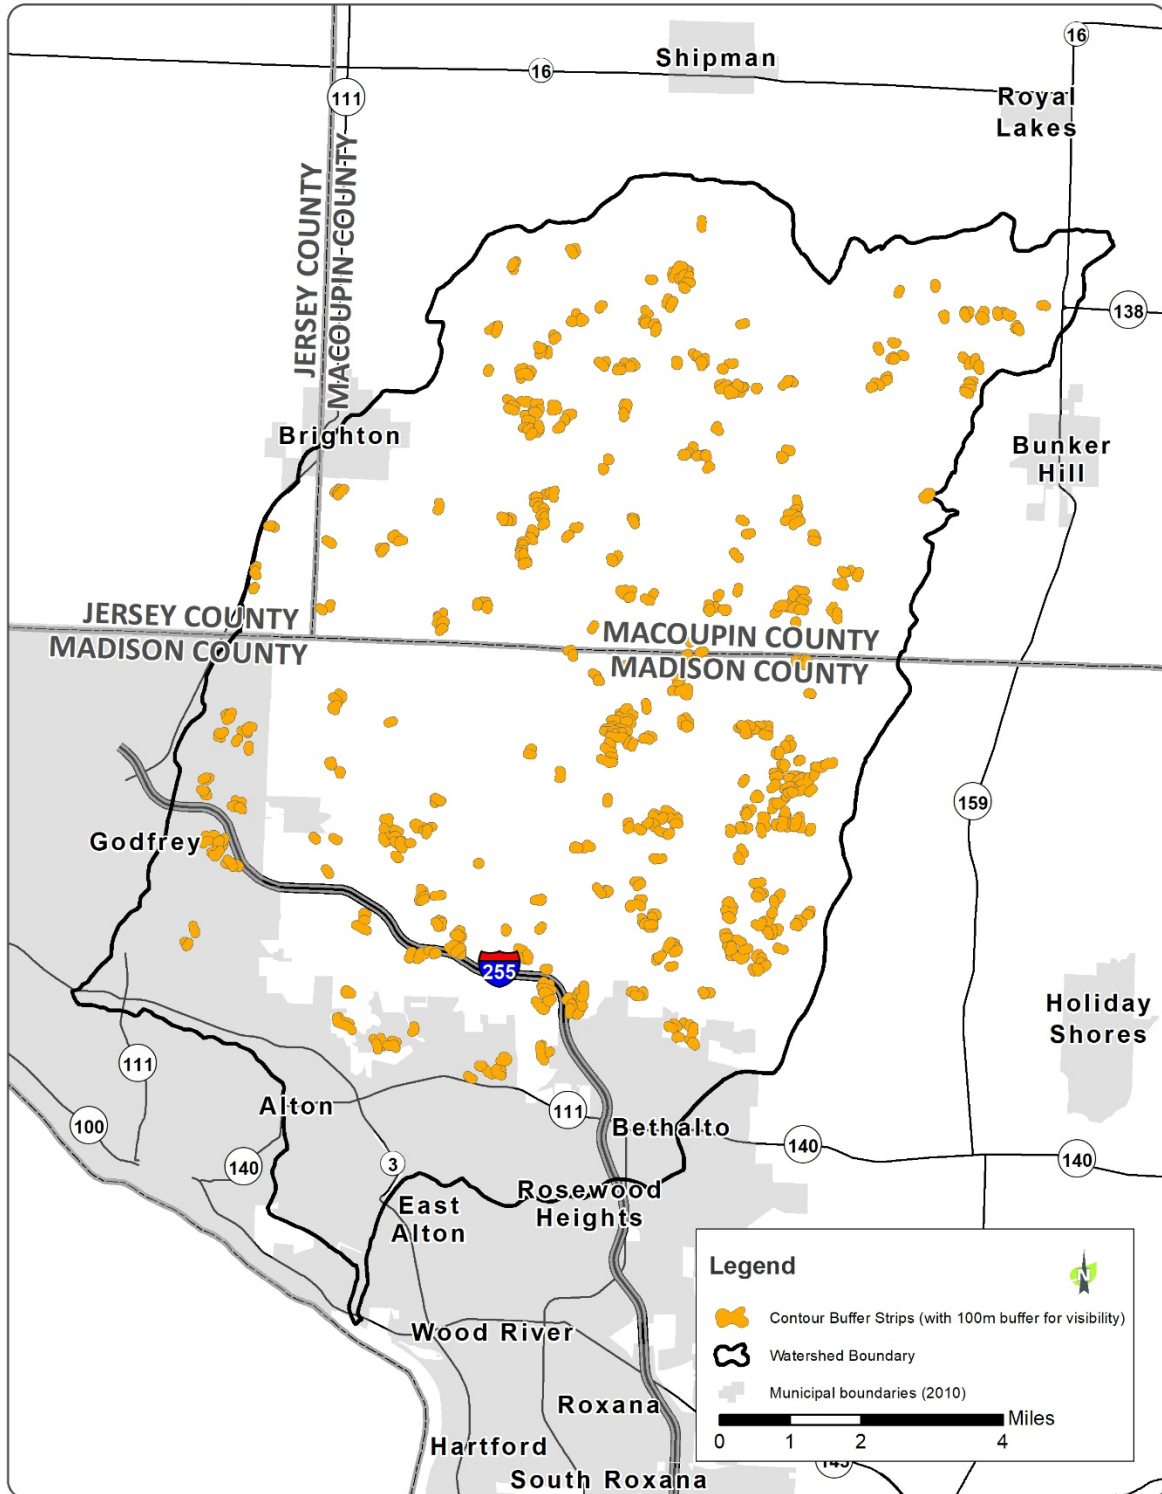 16
Shipman
16
111
Royal
Lakes
JERSEY COUNTY
MACOUPIN COUNTY
138
Brighton
Bunker
Hill
JERSEY COUNTY
MADISON COUNTY
MACOUPIN COUNTY
MADISON COUNTY
159
Godfrey
255
Holiday
Shores
111
Alton
111
100
Bethalto
140
140
140
3
East
Alton
Rosewood
Heights
Legend
N
Contour Buffer Strips (with 100m buffer for visibility)
Watershed Boundary
Municipal boundaries (2010)
Miles
0 1 2 4
Wood River
Roxana
Hartford
South Roxana